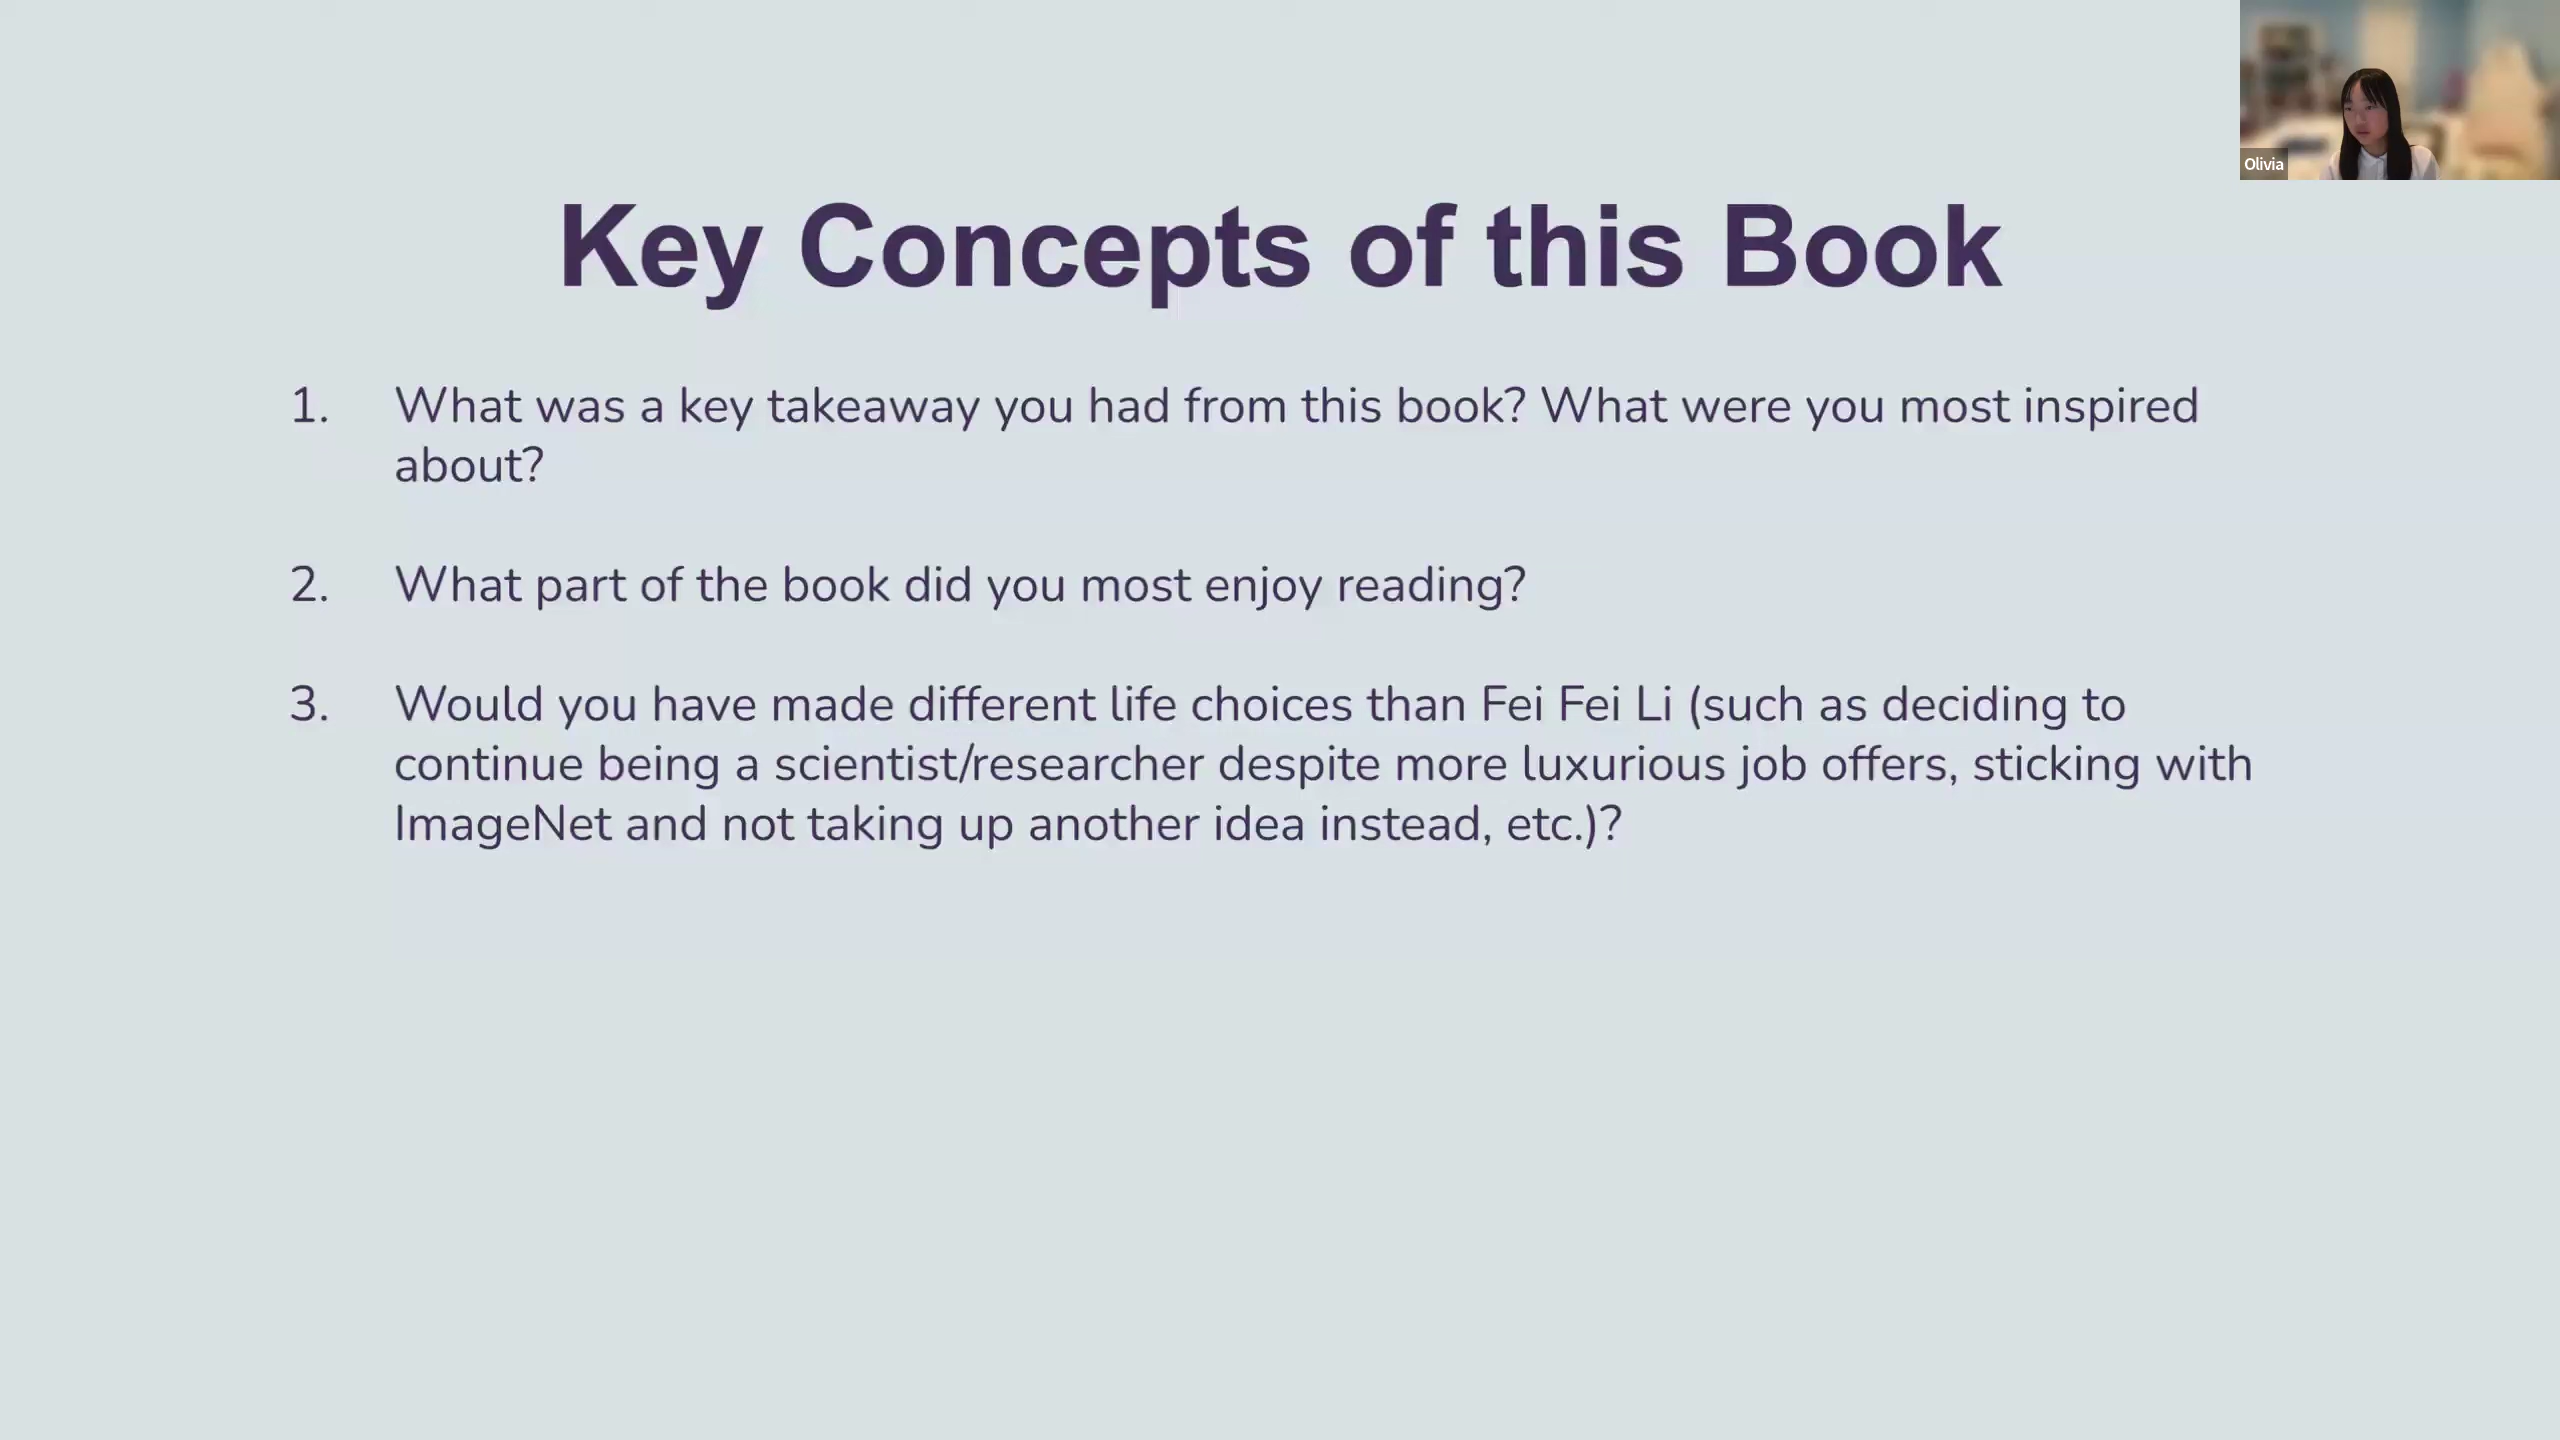 Olivia
Key Concepts of this Book
1. What was a key takeaway you had from this book? What were you most inspired
about?
2. What part of the book did you most enjoy reading?
3. Would you have made different life choices than Fei Fei Li (such as deciding to
continue being a scientist/researcher despite more luxurious job offers, sticking with
ImageNet and not taking up another idea instead, etc.)?